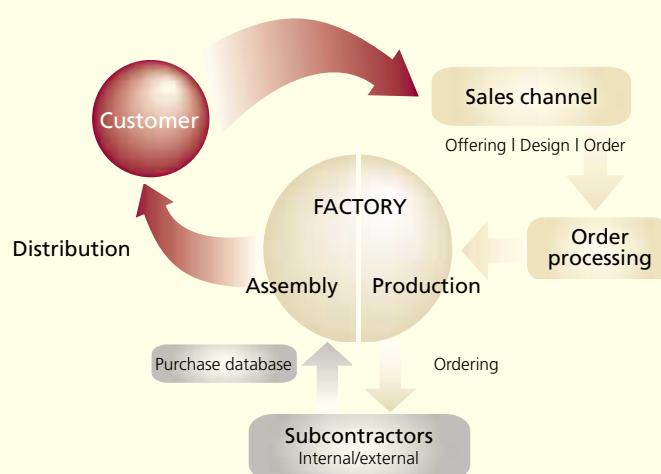 Customer
Sales channel
Offering | Design | Order
Order
processing
FACTORY
Assembly
Production
Distribution
Purchase database
Ordering
Subcontractors
Internal/external